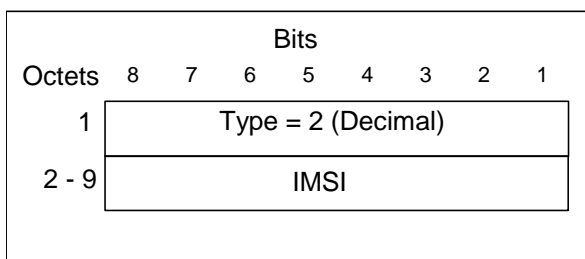 Bits
Octets 8 7 6 5 4 3 2 1
1 Type = 2 (Decimal)
2 - 9 IMSI